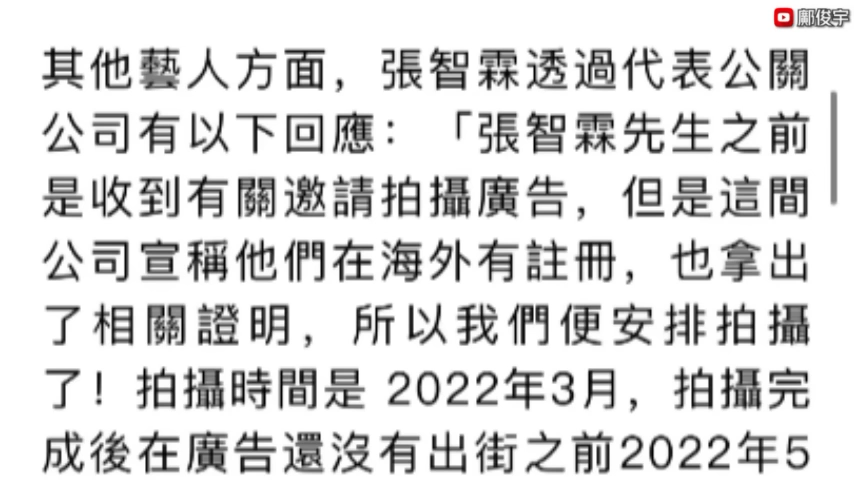 鄺俊宇
其他藝人方面，張智霖透過代表公關
公司有以下回應：「張智霖先生之前
是收到有關邀請拍攝廣告，但是這間
公司宣稱他們在海外有註冊，也拿出
了相關證明，所以我們便安排拍攝
了！拍攝時間是 2022年3月，拍攝完
成後在廣告還沒有出街之前2022年5